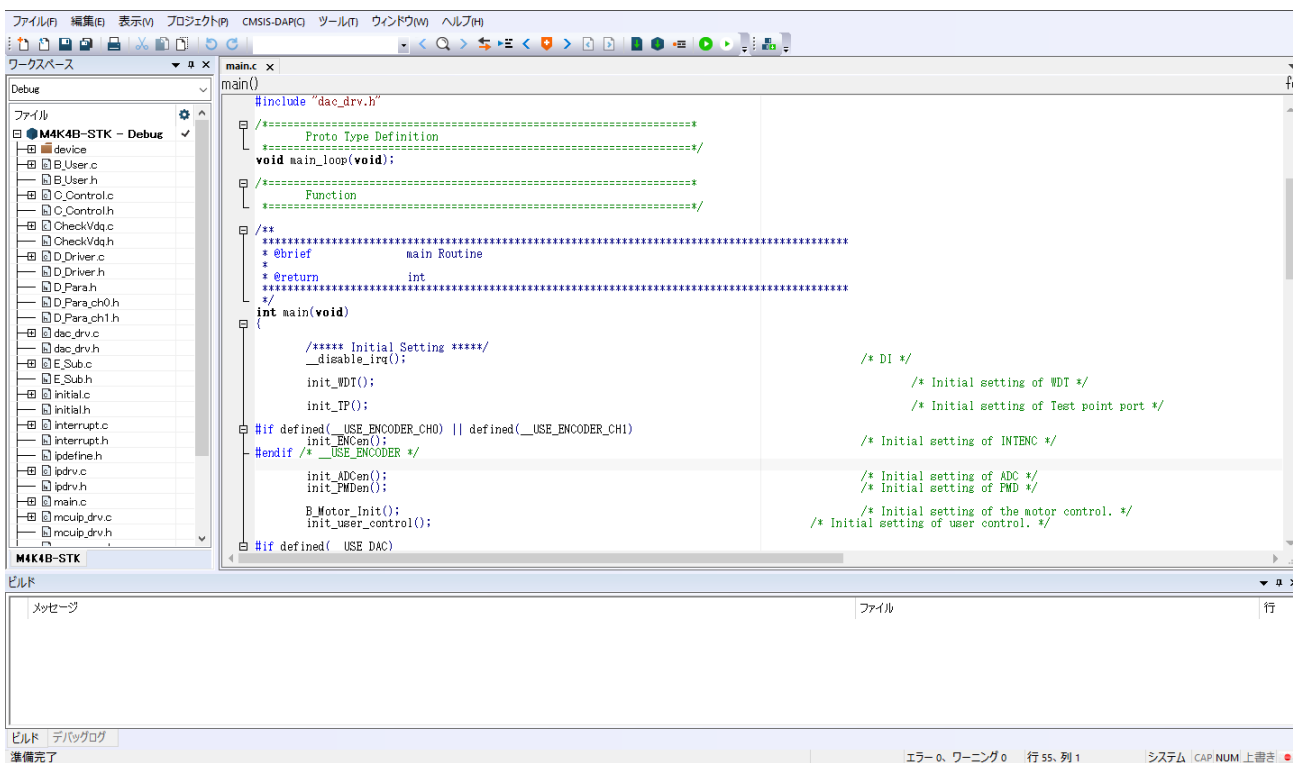 ファイル(F) 編集(E) 表示(V) プロジェクト(P) CMSIS-DAP(C) ツール(T) ウィンドウ(W) ヘルプ(H)
ワークスペース
main.c
Debug
main()
ファイル
M4K4B-STK - Debug
device
B_User.c
B_User.h
C_Control.c
C_Control.h
CheckVdq.c
CheckVdq.h
D_Driver.c
D_Driver.h
D_Para.h
D_Para_ch0.h
D_Para_ch1.h
dac_drv.c
dac_drv.h
E_Sub.c
E_Sub.h
initial.c
initial.h
interrupt.c
interrupt.h
ipdefine.h
ipdrv.c
ipdrv.h
main.c
mcuip_drv.c
mcuip_drv.h
M4K4B-STK
#include "dac_drv.h"
/*===================================================================*
Proto Type Definition
*===================================================================*/
void main_loop(void);
/*===================================================================*
Function
*===================================================================*/
/**
*********************************************************************************************
* @brief main Routine
*
* @return int
*********************************************************************************************
*/
int main(void)
{
/***** Initial Setting *****/
__disable_irq(); /* DI */
init_WDT(); /* Initial setting of WDT */
init_TP(); /* Initial setting of Test point port */
#if defined(__USE_ENCODER_CH0) || defined(__USE_ENCODER_CH1)
init_ENCen(); /* Initial setting of INTENC */
#endif /* __USE_ENCODER */
init_ADCen(); /* Initial setting of ADC */
init_PMDen(); /* Initial setting of PMD */
B_Motor_Init(); /* Initial setting of the motor control. */
init_user_control(); /* Initial setting of user control. */
#if defined(__USE_DAC)
ビルド
メッセージ ファイル 行
ビルド デバッグログ
準備完了 エラー 0、ワーニング 0 行 55、列 1 システム CAP NUM 上書き